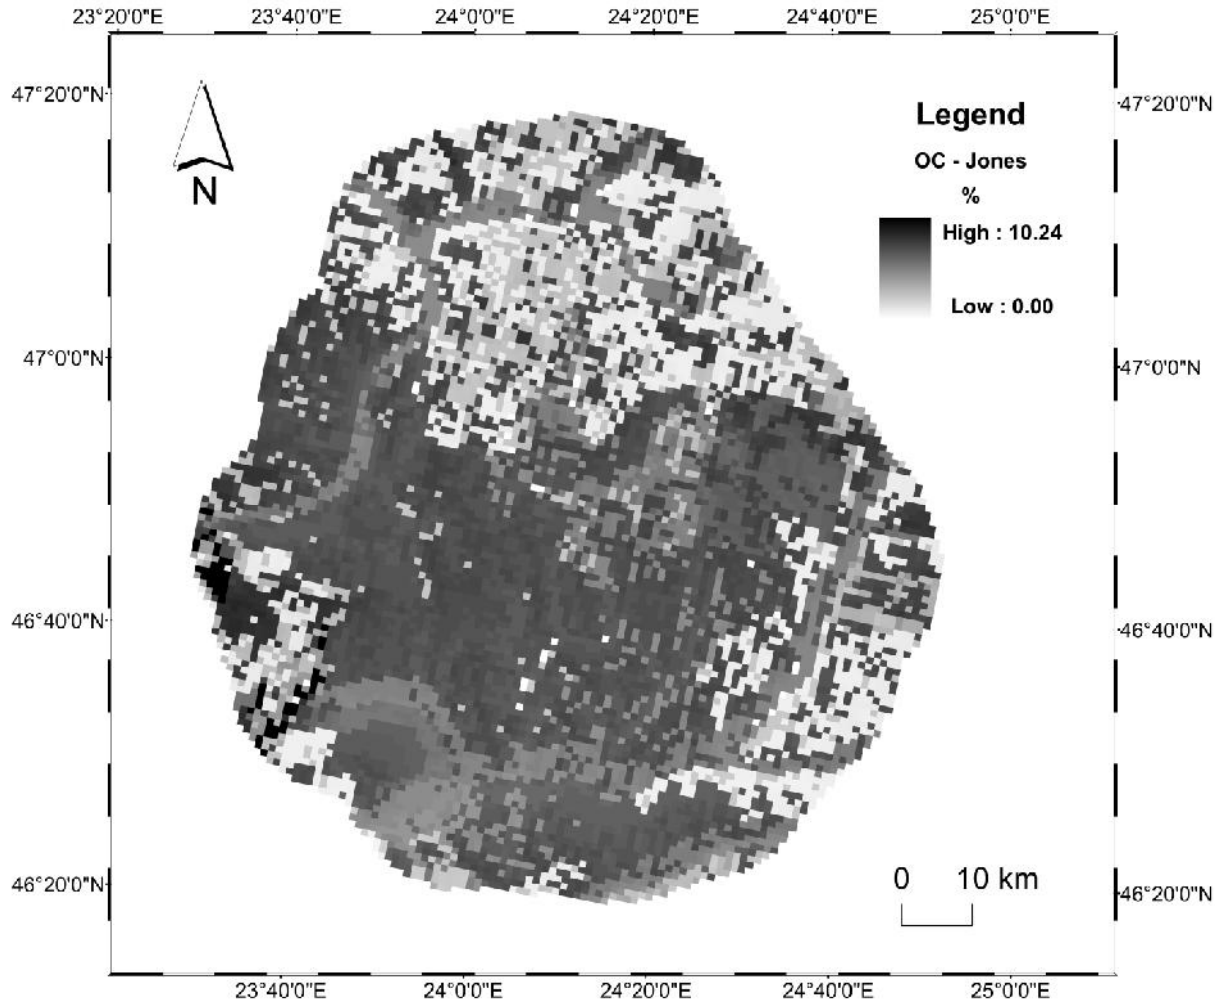 23°20'0"E 23°40'0"E 24°0'0"E 24°20'0"E 24°40'0"E 25°0'0"E
47°20'0"N 47°20'0"N
Legend
OC - Jones
%
High : 10.24
Low : 0.00
N
47°0'0"N 47°0'0"N
46°40'0"N 46°40'0"N
0 10 km
46°20'0"N 46°20'0"N
23°40'0"E 24°0'0"E 24°20'0"E 24°40'0"E 25°0'0"E